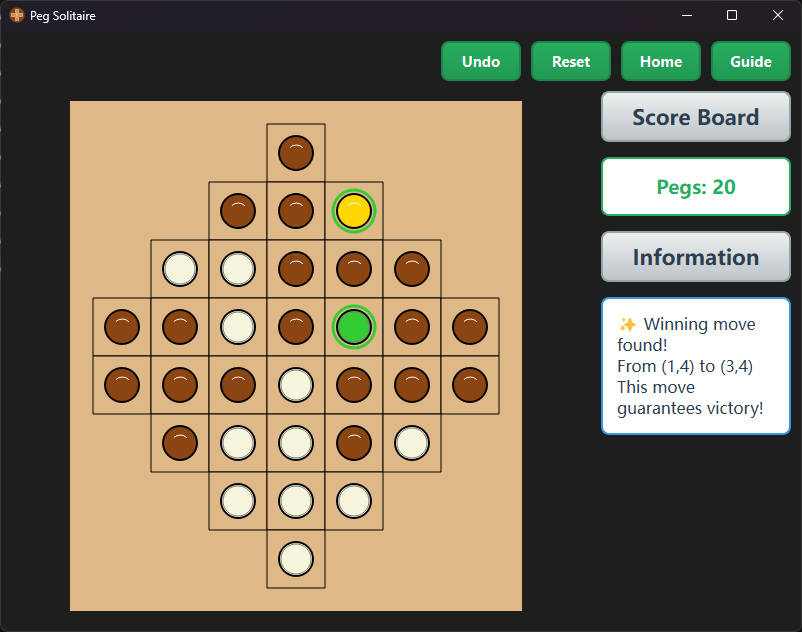 Peg Solitaire
Undo
Reset
Home
Guide
Score Board
Pegs: 20
Information
✨ Winning move
found!
From (1,4) to (3,4)
This move
guarantees victory!